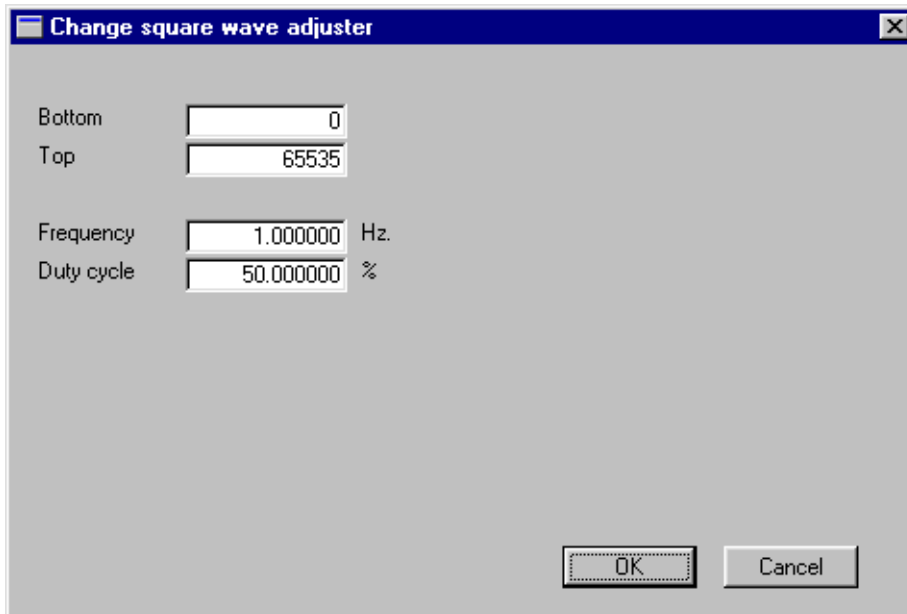 Change square wave adjuster
Bottom 0
Top 65535
Frequency 1.000000 Hz.
Duty cycle 50.000000 %
OK Cancel